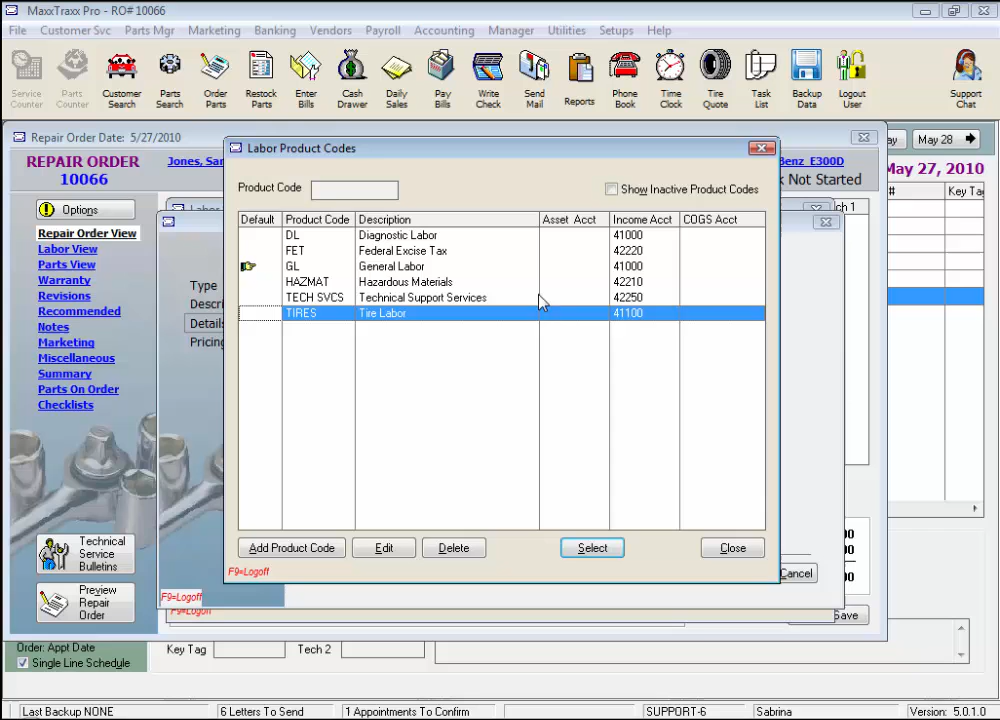 MaxxTraxx Pro - RO# 10066
File Customer Svc Parts Mgr Marketing Banking Vendors Payroll Accounting Manager Utilities Setups Help
Service Counter
Parts Counter
Customer Search
Parts Search
Order Parts
Restock Parts
Enter Bills
Cash Drawer
Daily Sales
Pay Bills
Write Check
Send Mail
Reports
Phone Book
Time Clock
Tire Quote
Task List
Backup Data
Logout User
Support Chat
Repair Order Date: 5/27/2010
May 28
REPAIR ORDER
10066
Jones, Sar
Benz E300D
k Not Started
May 27, 2010
# Key Tag
ch 1
Options
Repair Order View
Labor View
Parts View
Warranty
Revisions
Recommended
Notes
Marketing
Miscellaneous
Summary
Parts On Order
Checklists
Technical Service Bulletins
Preview Repair Order
Type
Descri
Details
Pricing
Labor Product Codes
Product Code
Show Inactive Product Codes
Default Product Code Description Asset Acct Income Acct COGS Acct
DL Diagnostic Labor 41000
FET Federal Excise Tax 42220
GL General Labor 41000
HAZMAT Hazardous Materials 42210
TECH SVCS Technical Support Services 42250
TIRES Tire Labor 41100
Add Product Code Edit Delete Select Close
F9=Logoff
Cancel
F9=Logoff
F9=Logoff
Save
Order: Appt Date
Single Line Schedule
Key Tag
Tech 2
Last Backup NONE 6 Letters To Send 1 Appointments To Confirm SUPPORT-6 Sabrina Version: 5.0.1.0